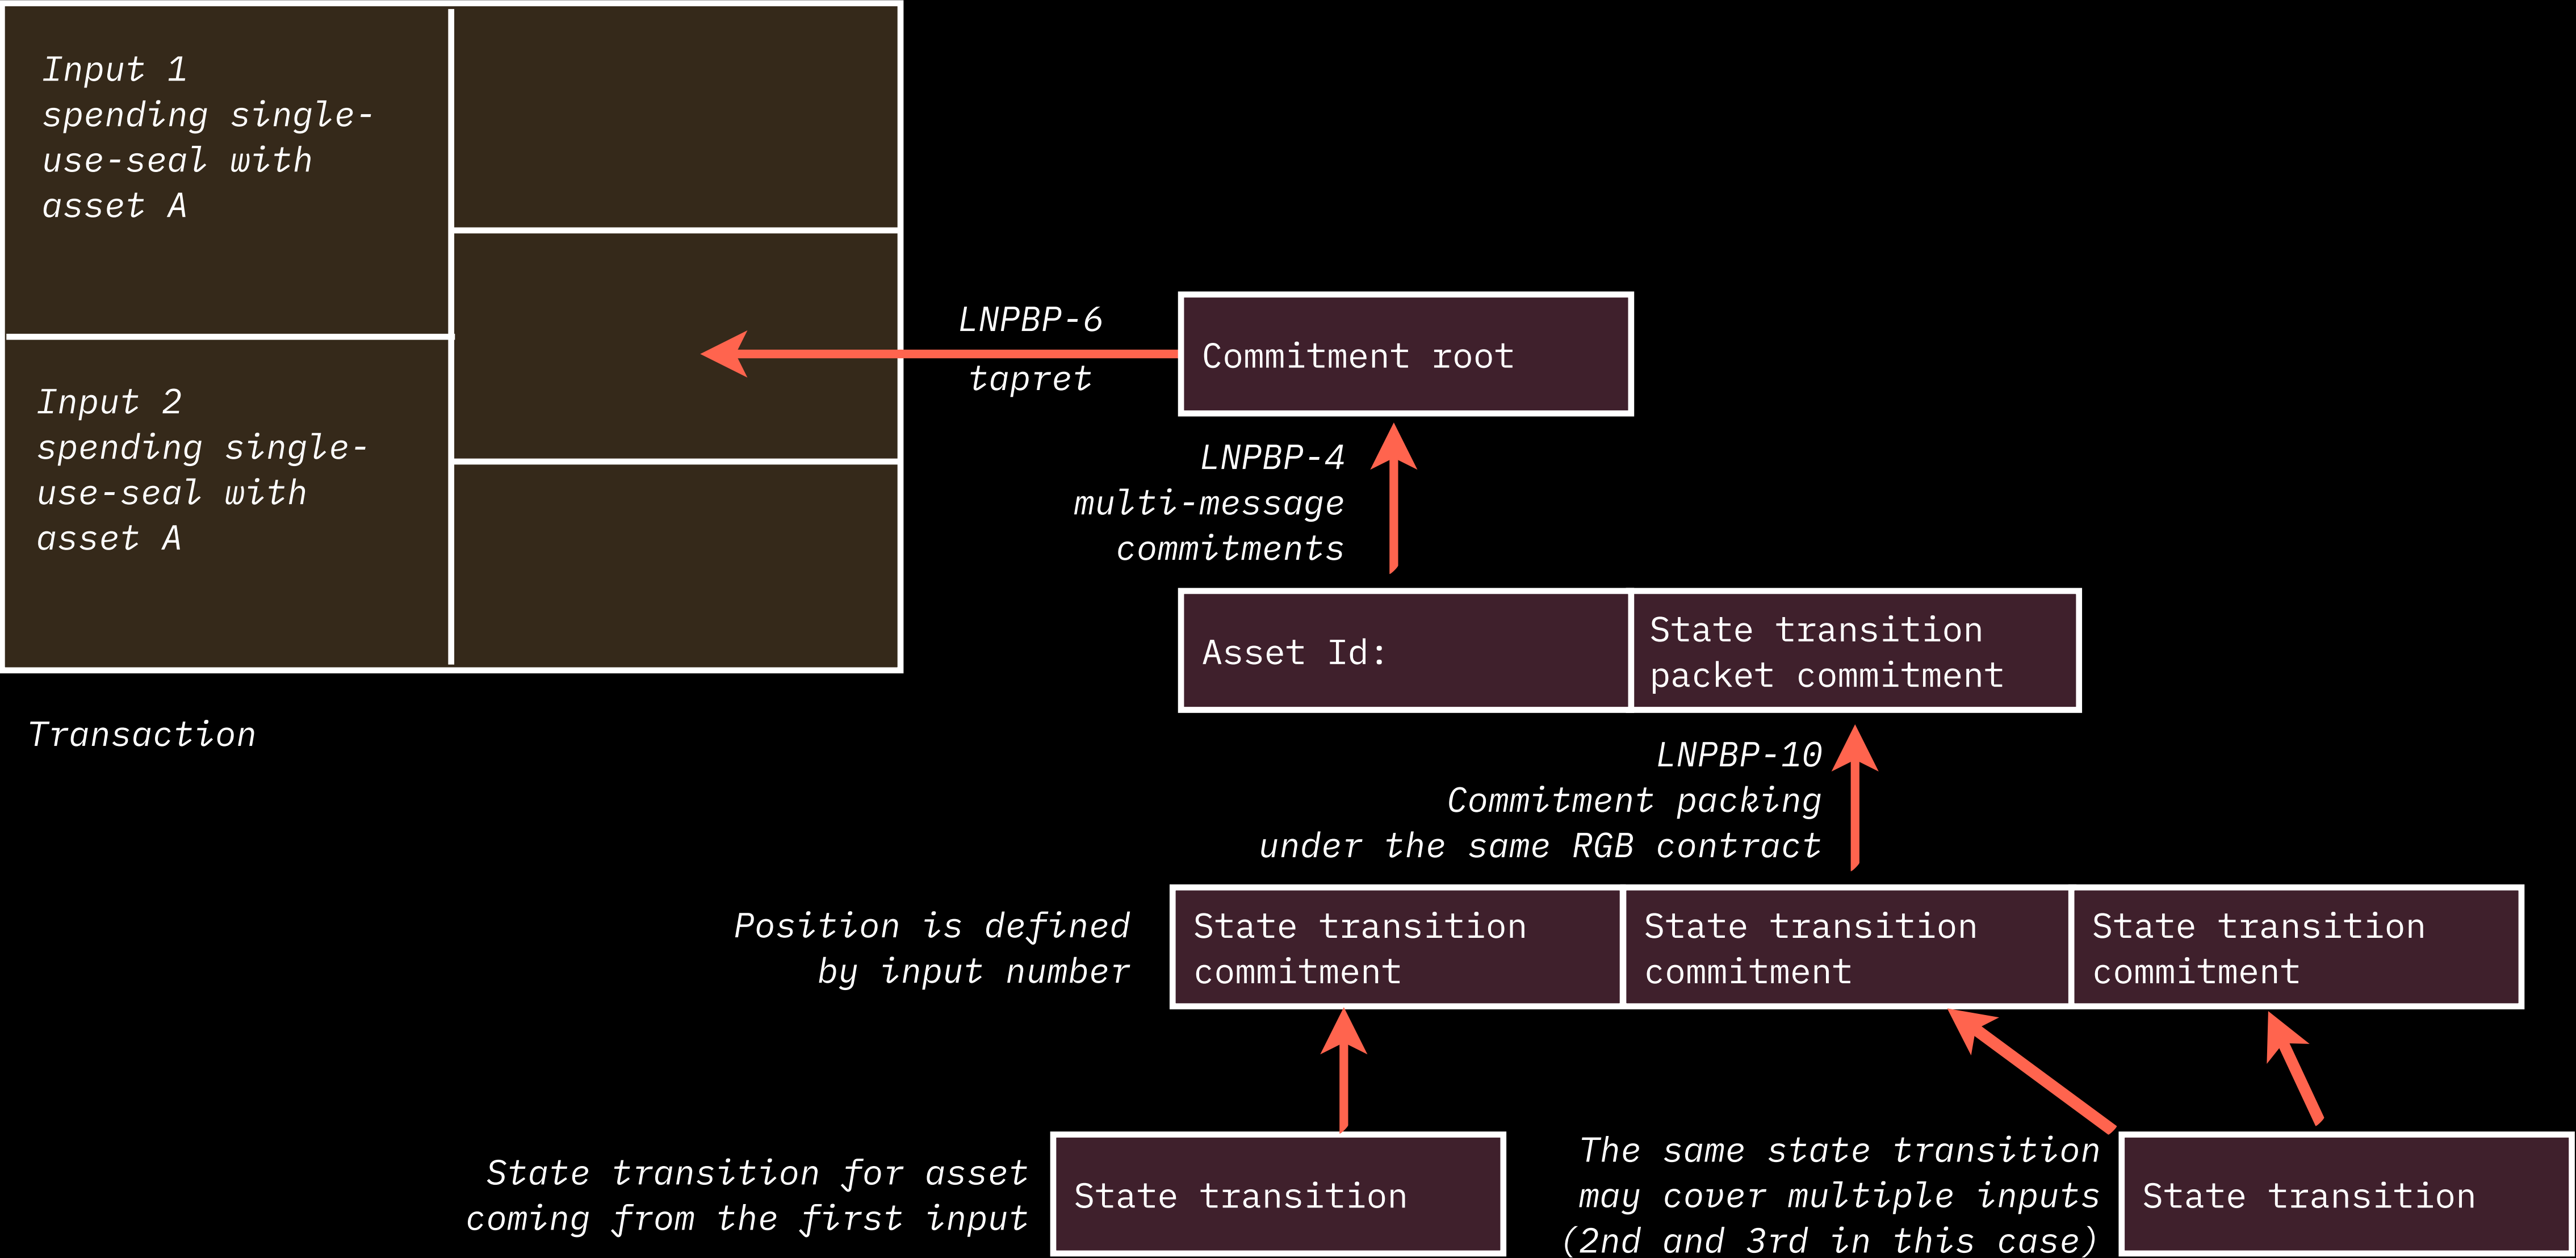 Input 1
spending single-
use-seal with
asset A
Input 2
spending single-
use-seal with
asset A
Transaction
LNPBP-6
tapret
Commitment root
LNPBP-4
multi-message
commitments
Asset Id:
State transition
packet commitment
LNPBP-10
Commitment packing
under the same RGB contract
Position is defined
by input number
State transition
commitment
State transition
commitment
State transition
commitment
State transition for asset
coming from the first input
State transition
The same state transition
may cover multiple inputs
(2nd and 3rd in this case)
State transition